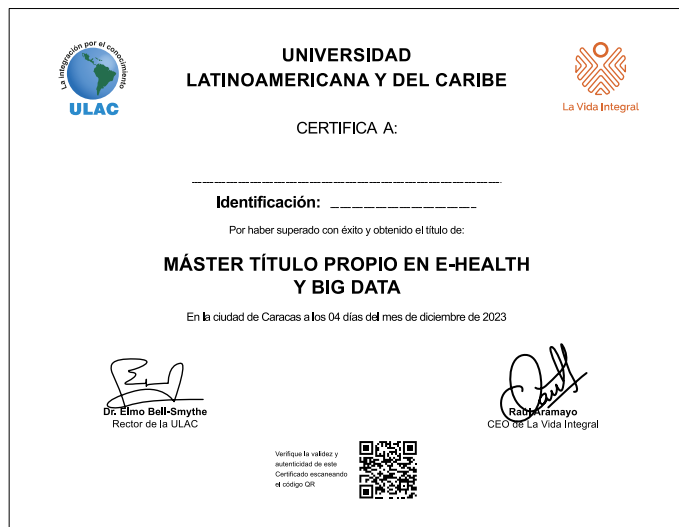 La integración por el conocimiento
ULAC
UNIVERSIDAD
LATINOAMERICANA Y DEL CARIBE
La Vida Integral
CERTIFICA A:
Identificación:
Por haber superado con éxito y obtenido el título de:
MÁSTER TÍTULO PROPIO EN E-HEALTH
Y BIG DATA
En la ciudad de Caracas a los 04 días del mes de diciembre de 2023
Dr. Elmo Bell-Smythe
Rector de la ULAC
Raúl Aramayo
CEO de La Vida Integral
Verifique la validez y
autenticidad de este
Certificado escaneando
el código QR